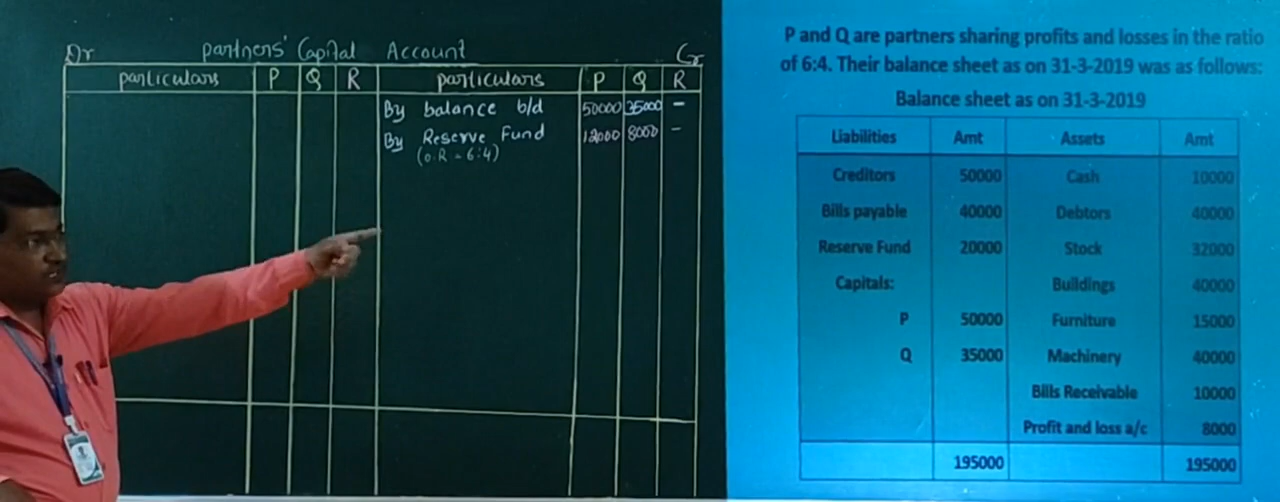 Dr Partners' Capital Account Cr
particulars P Q R particulars P Q R
By balance b/d 50000 35000 -
By Reserve Fund 12000 8000 -
(O.R = 6:4)
P and Q are partners sharing profits and losses in the ratio
of 6:4. Their balance sheet as on 31-3-2019 was as follows:
Balance sheet as on 31-3-2019
Liabilities Amt Assets Amt
Creditors 50000 Cash 10000
Bills payable 40000 Debtors 40000
Reserve Fund 20000 Stock 32000
Capitals: Buildings 40000
P 50000 Furniture 15000
Q 35000 Machinery 40000
Bills Receivable 10000
Profit and loss a/c 8000
195000 195000